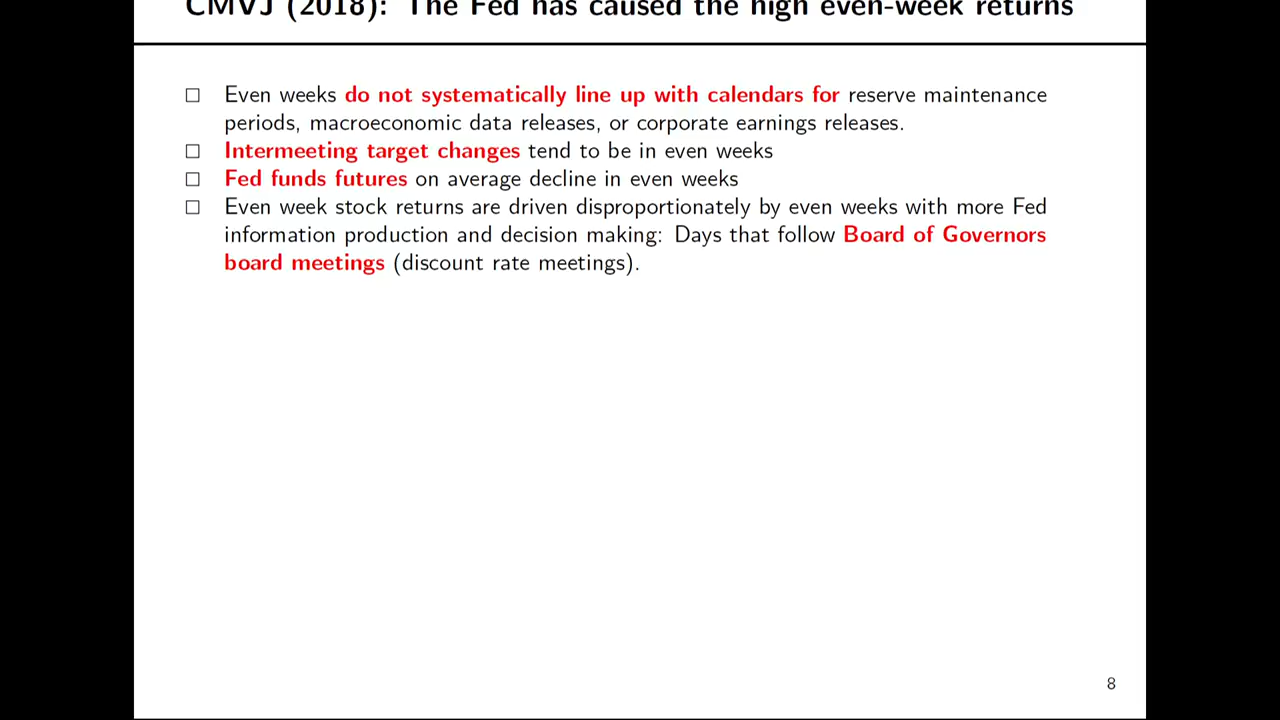 CMVJ (2018): The Fed has caused the high even-week returns
□ Even weeks do not systematically line up with calendars for reserve maintenance
periods, macroeconomic data releases, or corporate earnings releases.
□ Intermeeting target changes tend to be in even weeks
□ Fed funds futures on average decline in even weeks
□ Even week stock returns are driven disproportionately by even weeks with more Fed
information production and decision making: Days that follow Board of Governors
board meetings (discount rate meetings).
8